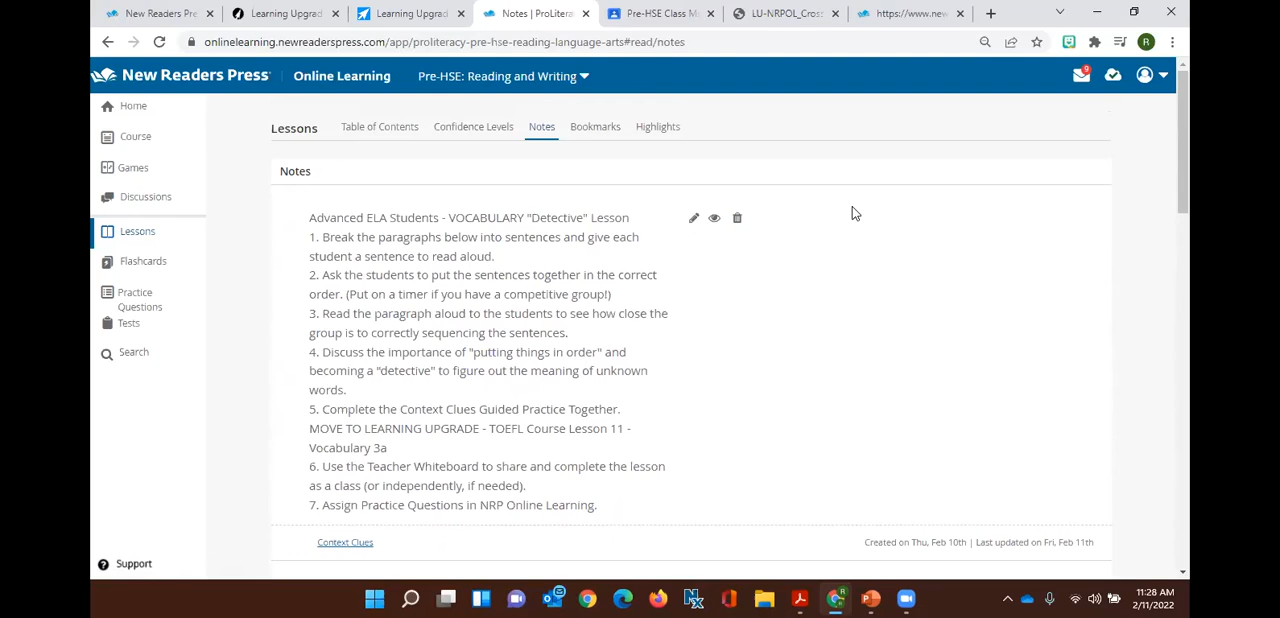 New Readers Pre
Learning Upgrad
Learning Upgrad
Notes | ProLitera
Pre-HSE Class M
LU-NRPOL_Cross
https://www.new
onlinelearning.newreaderspress.com/app/proliteracy-pre-hse-reading-language-arts#read/notes
R
New Readers Press
Online Learning
Pre-HSE: Reading and Writing
9
Home
Course
Games
Discussions
Lessons
Flashcards
Practice
Questions
Tests
Search
Support
Lessons
Table of Contents
Confidence Levels
Notes
Bookmarks
Highlights
Notes
Advanced ELA Students - VOCABULARY "Detective" Lesson
1. Break the paragraphs below into sentences and give each
student a sentence to read aloud.
2. Ask the students to put the sentences together in the correct
order. (Put on a timer if you have a competitive group!)
3. Read the paragraph aloud to the students to see how close the
group is to correctly sequencing the sentences.
4. Discuss the importance of "putting things in order" and
becoming a "detective" to figure out the meaning of unknown
words.
5. Complete the Context Clues Guided Practice Together.
MOVE TO LEARNING UPGRADE - TOEFL Course Lesson 11 -
Vocabulary 3a
6. Use the Teacher Whiteboard to share and complete the lesson
as a class (or independently, if needed).
7. Assign Practice Questions in NRP Online Learning.
Context Clues
Created on Thu, Feb 10th | Last updated on Fri, Feb 11th
11:28 AM
2/11/2022